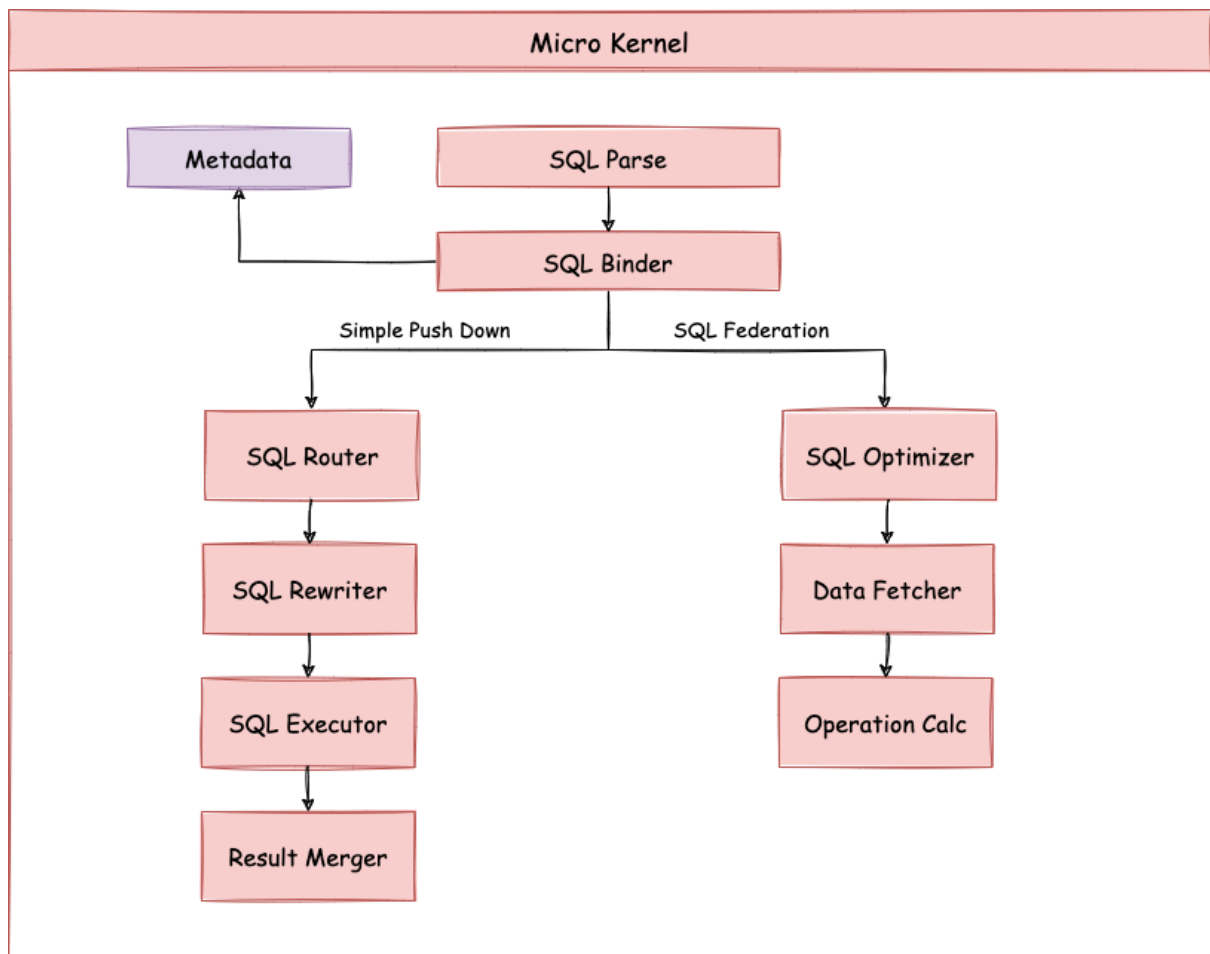 Micro Kernel
Metadata
SQL Parse
SQL Binder
Simple Push Down
SQL Federation
SQL Router
SQL Optimizer
SQL Rewriter
Data Fetcher
SQL Executor
Operation Calc
Result Merger